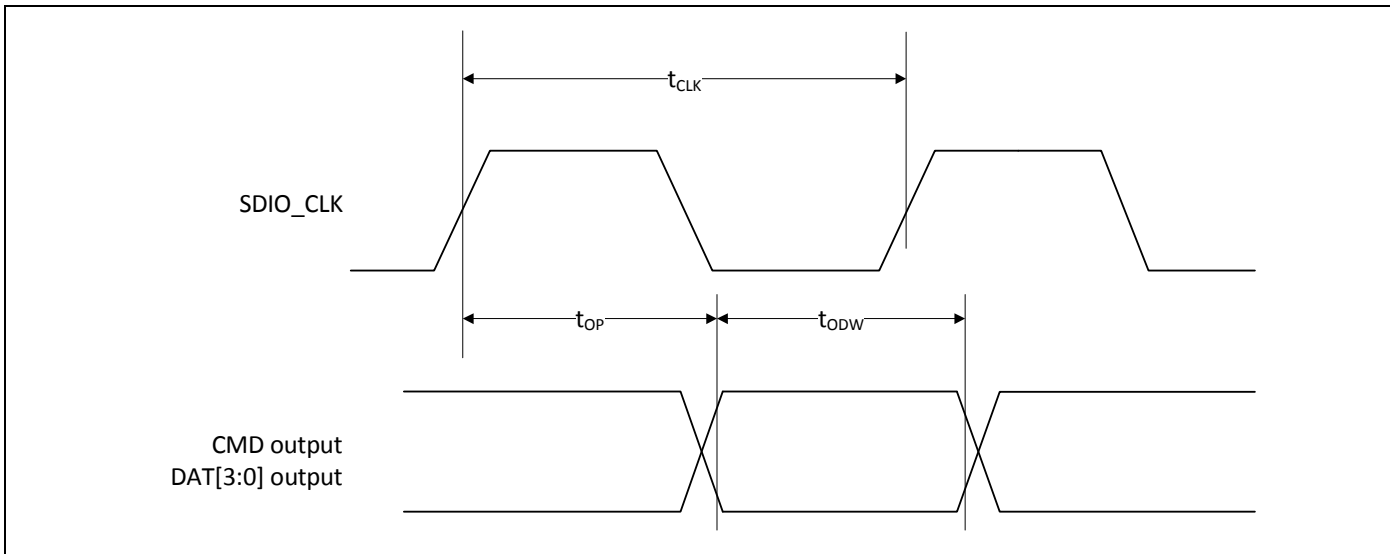 tCLK
SDIO_CLK
tOP
tODW
CMD output
DAT[3:0] output